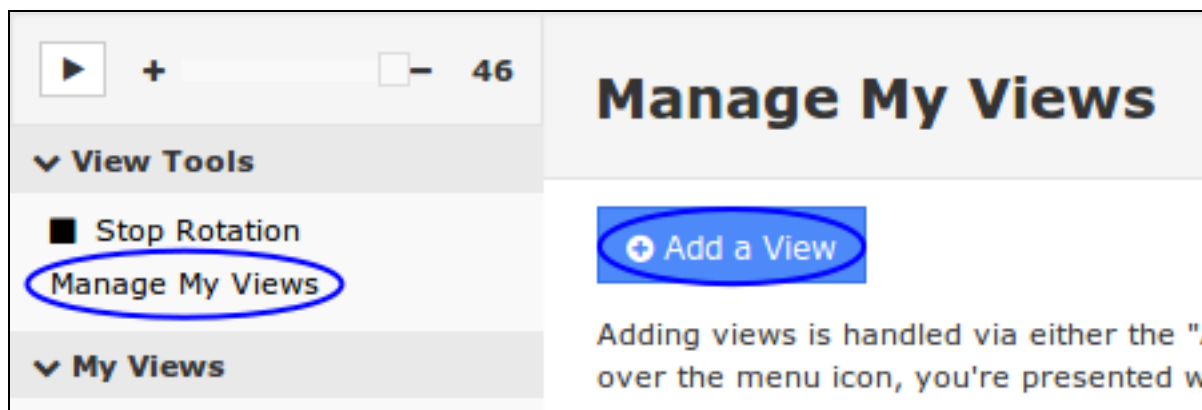 + – 46
View Tools
Stop Rotation
Manage My Views
My Views
Manage My Views
Add a View
Adding views is handled via either the "
over the menu icon, you're presented